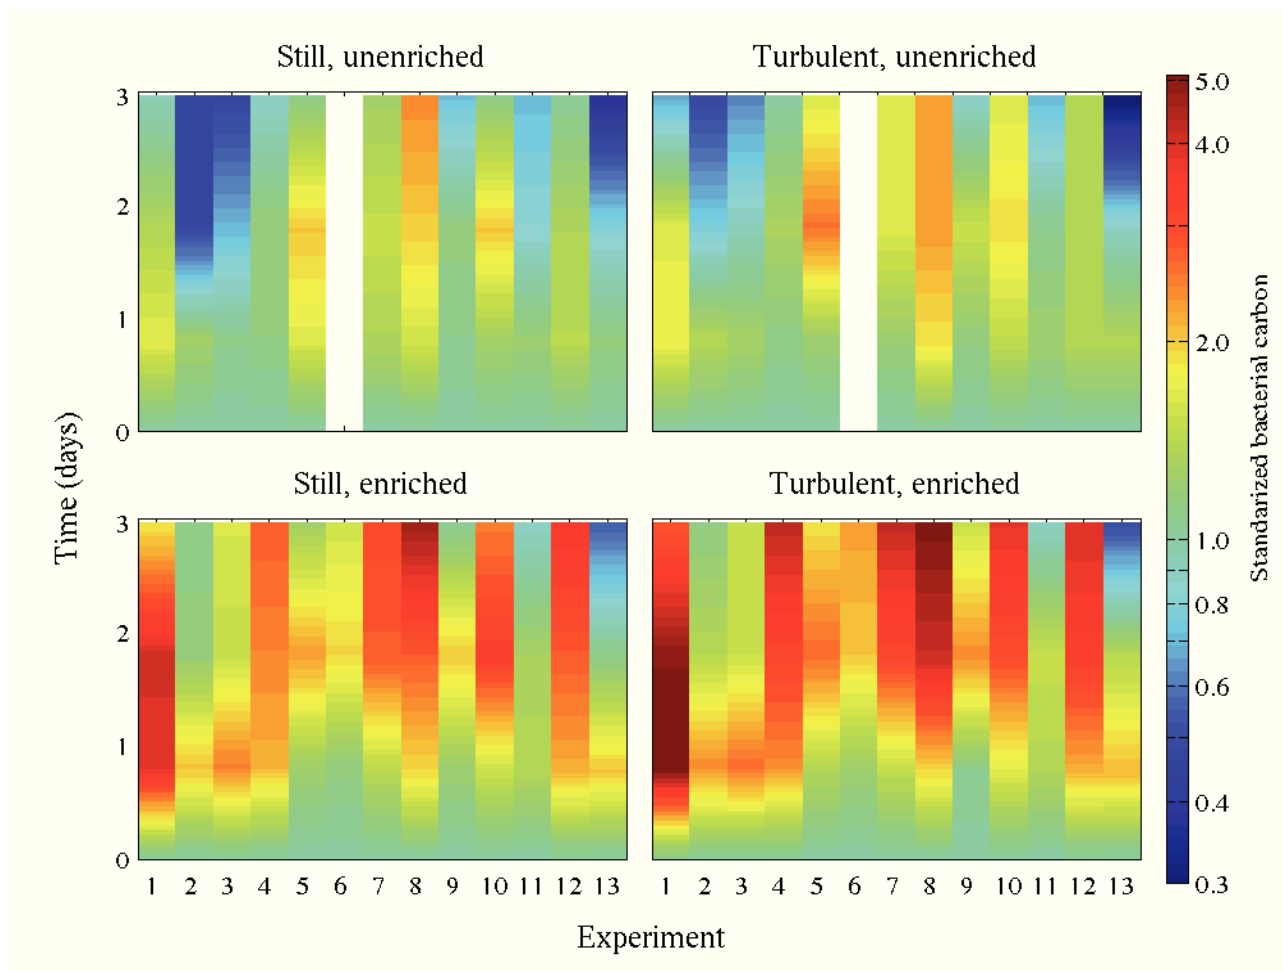 Still, unenriched
Turbulent, unenriched
3
2
1
0
Still, enriched
Turbulent, enriched
3
2
1
0
1 2 3 4 5 6 7 8 9 10 11 12 13
1 2 3 4 5 6 7 8 9 10 11 12 13
Experiment
Time (days)
5.0
4.0
2.0
1.0
0.8
0.6
0.4
0.3
Standarized bacterial carbon